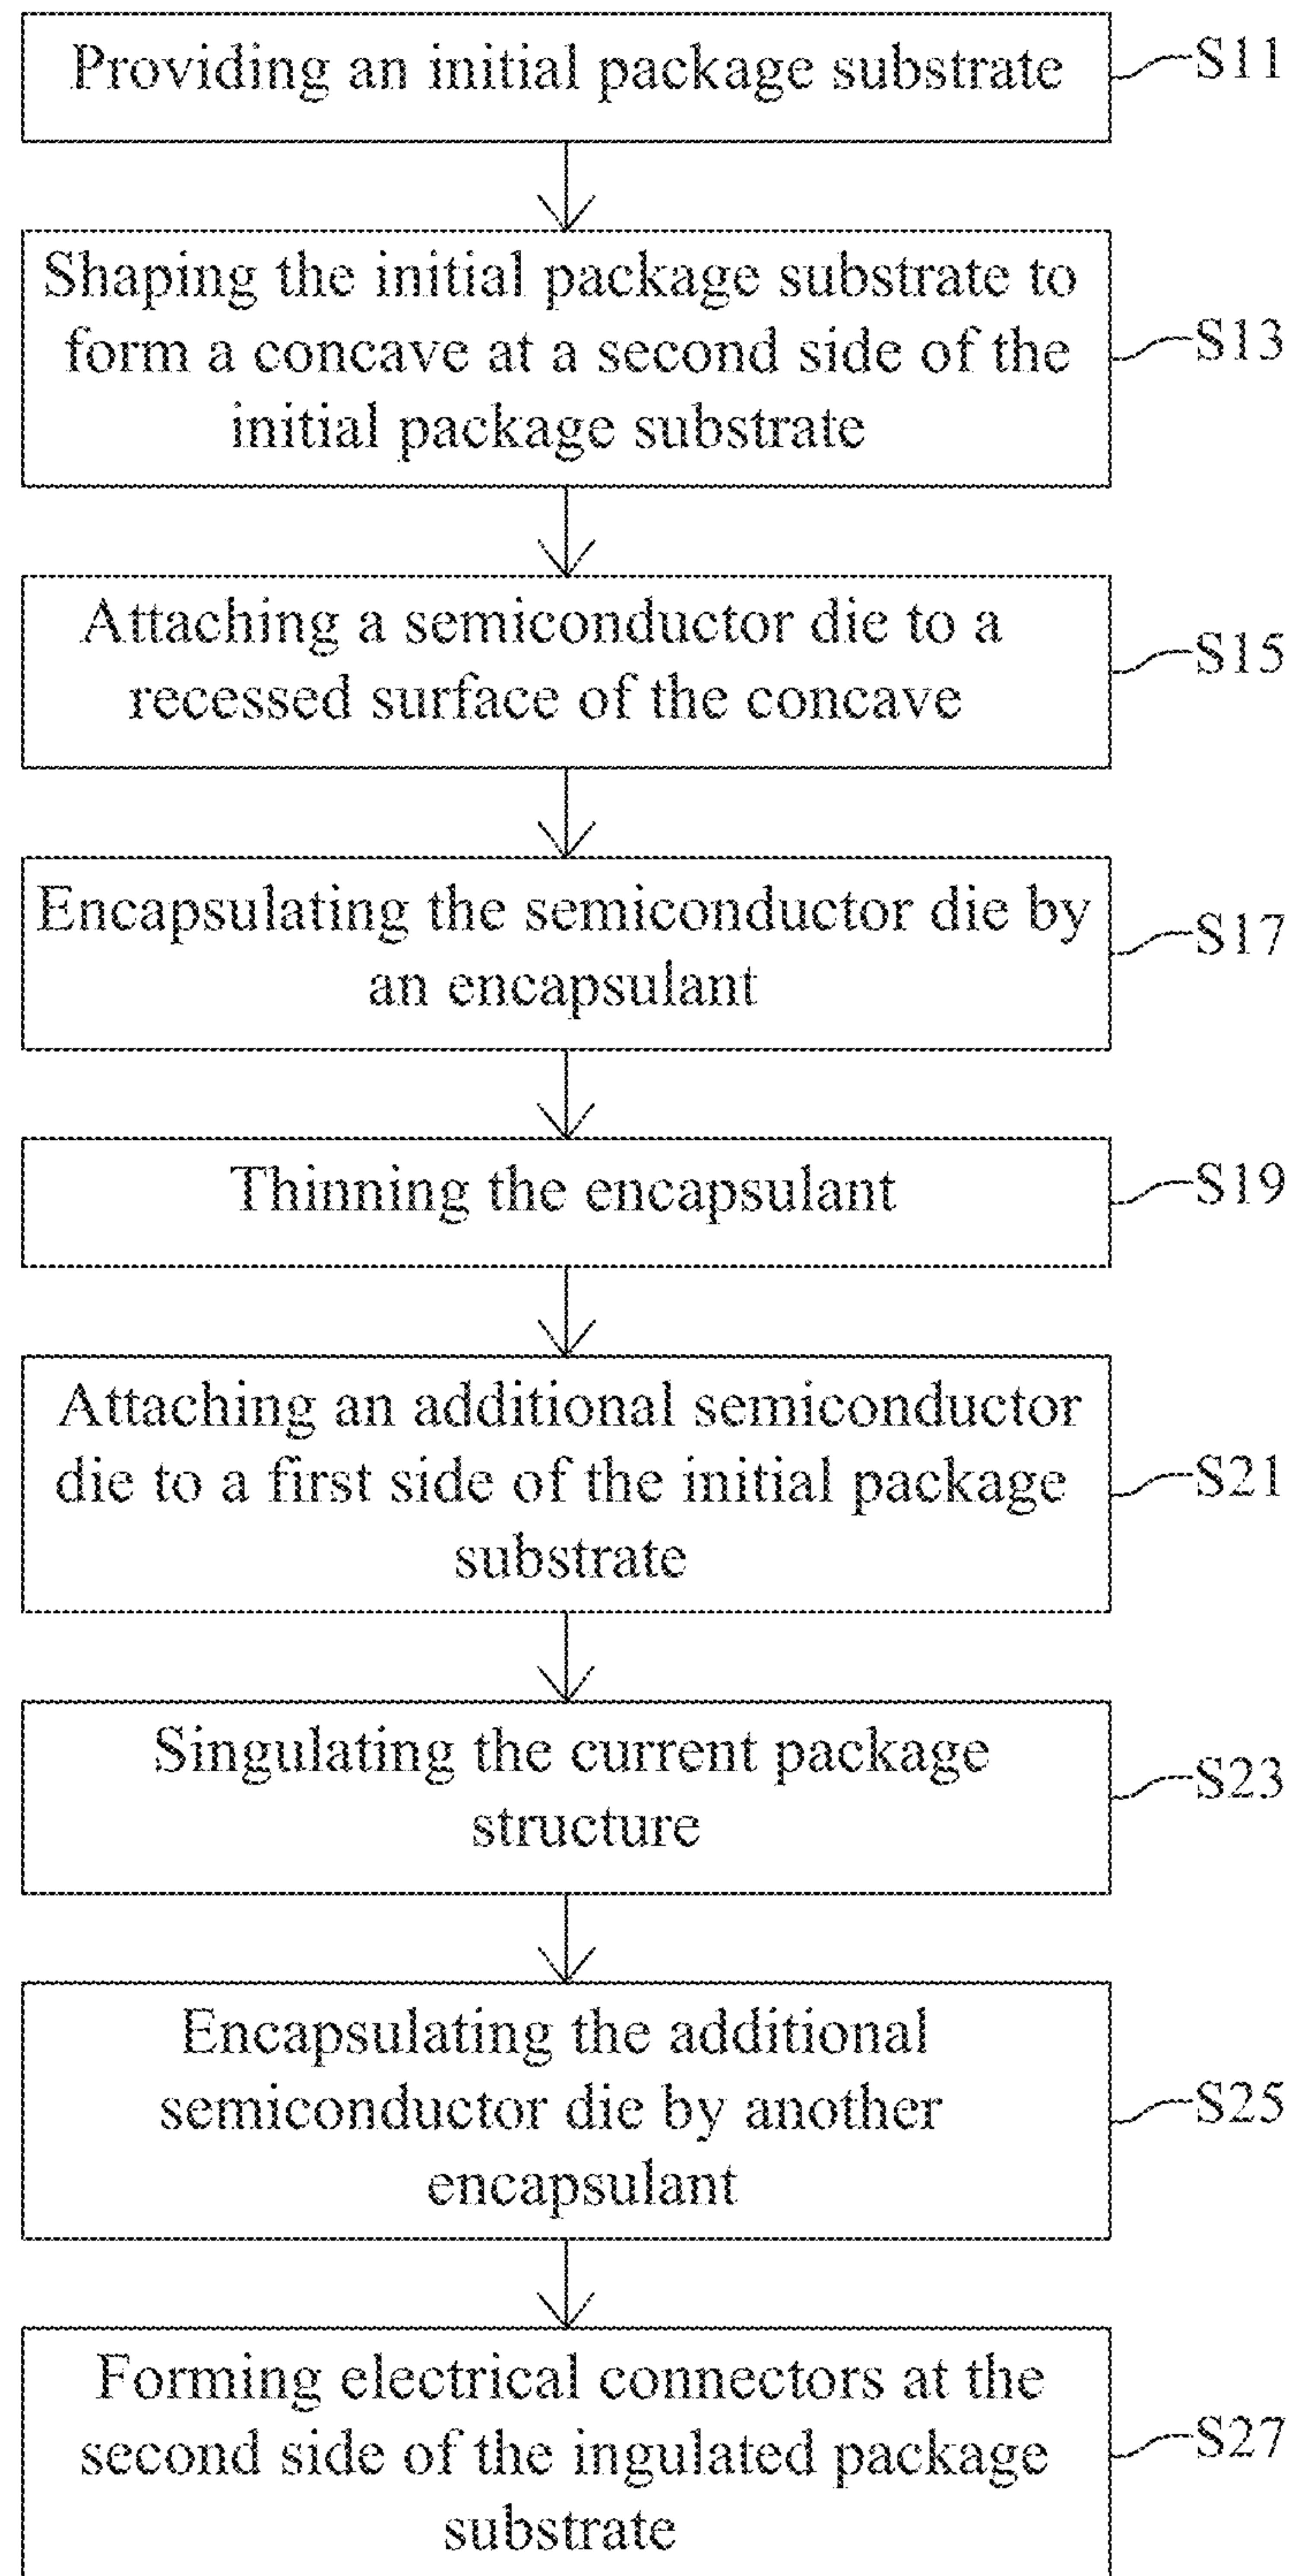 Providing an initial package substrate
S11
Shaping the initial package substrate to
form a concave at a second side of the
initial package substrate
S13
Attaching a semiconductor die to a
recessed surface of the concave
S15
Encapsulating the semiconductor die by
an encapsulant
S17
Thinning the encapsulant
S19
Attaching an additional semiconductor
die to a first side of the initial package
substrate
S21
Singulating the current package
structure
S23
Encapsulating the additional
semiconductor die by another
encapsulant
S25
Forming electrical connectors at the
second side of the ingulated package
substrate
S27